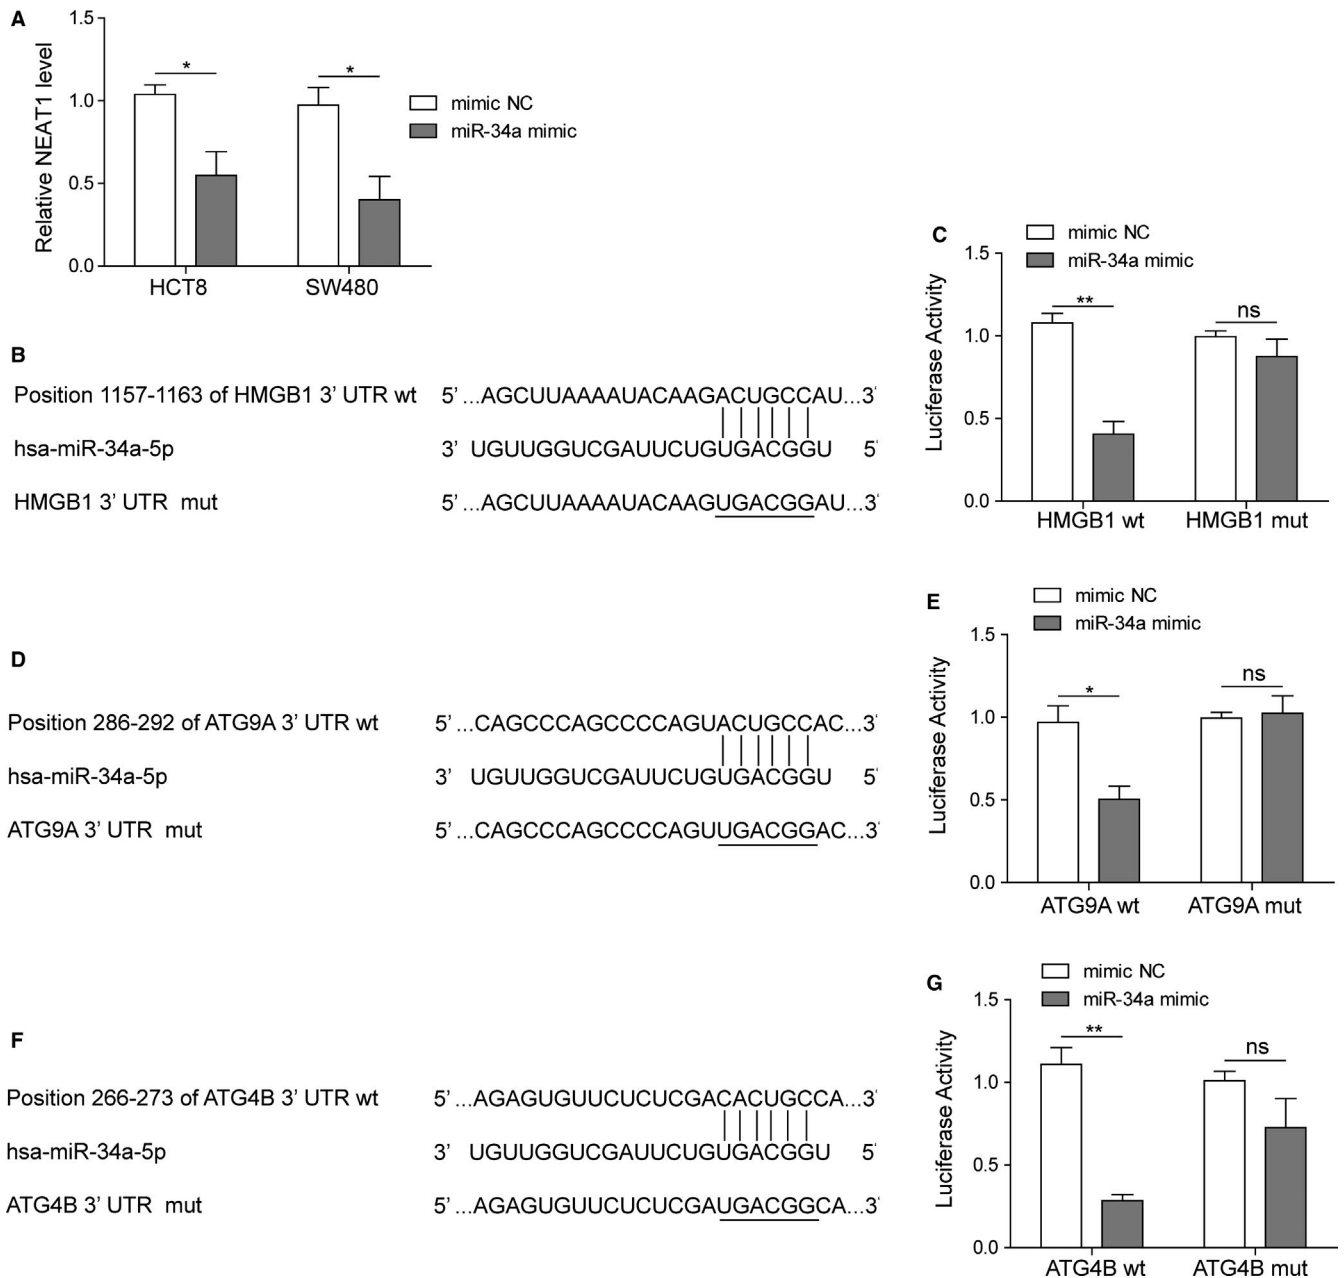 A
1.5
1.0
0.5
0.0
Relative NEAT1 level
*
*
mimic NC
miR-34a mimic
HCT8
SW480
B
Position 1157-1163 of HMGB1 3’ UTR wt 5’ ...AGCUUAAAAUACAAGACUGCCAU...3’
hsa-miR-34a-5p 3’ UGUUGGUCGAUUCUGUGACGGU 5’
HMGB1 3’ UTR mut 5’ ...AGCUUAAAAUACAAGUGACGGAU...3’
C
mimic NC
miR-34a mimic
1.5
1.0
0.5
0.0
Luciferase Activity
**
ns
HMGB1 wt
HMGB1 mut
D
Position 286-292 of ATG9A 3’ UTR wt 5’ ...CAGCCCAGCCCCAGUACUGCCAC...3’
hsa-miR-34a-5p 3’ UGUUGGUCGAUUCUGUGACGGU 5’
ATG9A 3’ UTR mut 5’ ...CAGCCCAGCCCCAGUUGACGGAC...3’
E
mimic NC
miR-34a mimic
1.5
1.0
0.5
0.0
Luciferase Activity
*
ns
ATG9A wt
ATG9A mut
F
Position 266-273 of ATG4B 3’ UTR wt 5’ ...AGAGUGUUCUCUCGACACUGCCA...3’
hsa-miR-34a-5p 3’ UGUUGGUCGAUUCUGUGACGGU 5’
ATG4B 3’ UTR mut 5’ ...AGAGUGUUCUCUCGAUGACGGCA...3’
G
mimic NC
miR-34a mimic
1.5
1.0
0.5
0.0
Luciferase Activity
**
ns
ATG4B wt
ATG4B mut